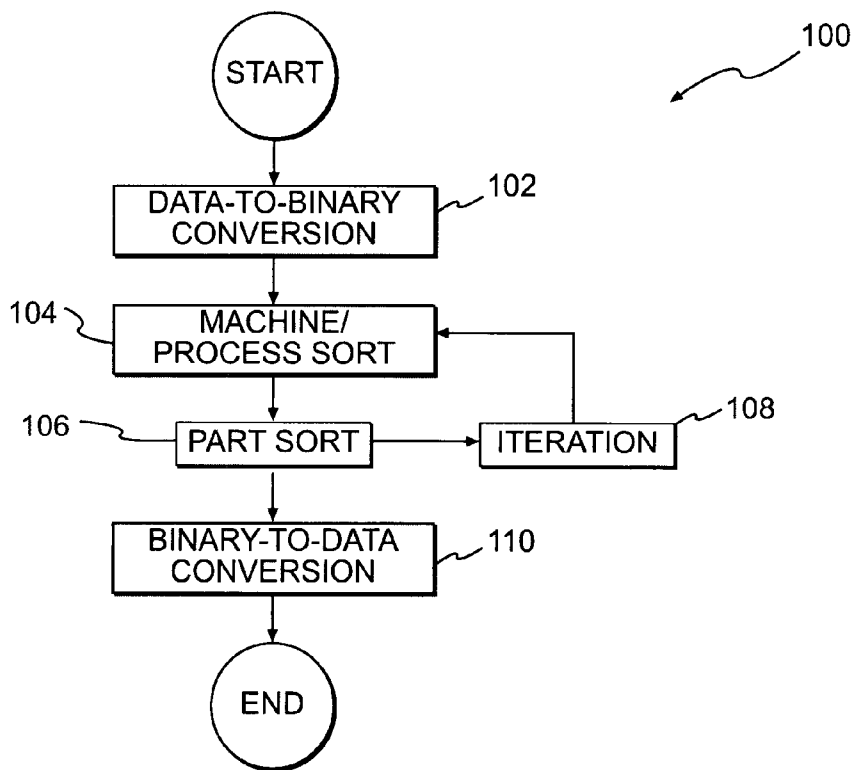 START
100
DATA-TO-BINARY
CONVERSION
102
104
MACHINE/
PROCESS SORT
106
PART SORT
ITERATION
108
BINARY-TO-DATA
CONVERSION
110
END